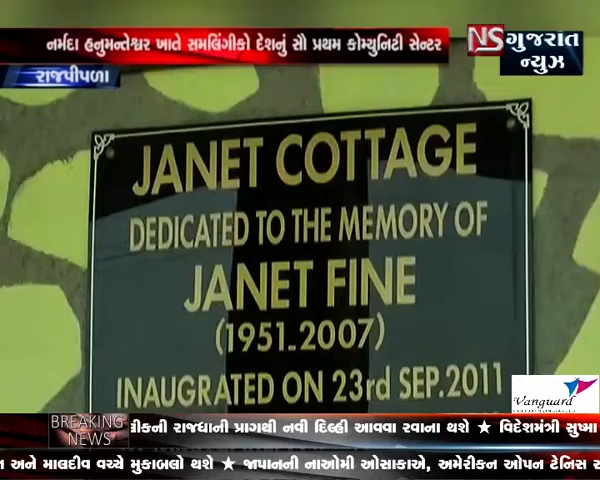 નર્મદા હનુમંતેશ્વર ખાતે સમલિંગીકો દેશનું સૌ પ્રથમ કોમ્યુનિટી સેન્ટર
NS ગુજરાત
ન્યુઝ
રાજપીપળા
JANET COTTAGE
DEDICATED TO THE MEMORY OF
JANET FINE
(1951-2007)
INAUGRATED ON 23rd SEP.2011
Vanguard
BREAKING
NEWS
રીકની રાજધાની પ્રાગથી નવી દિલ્હી આવવા રવાના થશે ★ વિદેશમંત્રી સુષ્મા
અને માલદીવ વચ્ચે મુકાબલો થશે ★ જાપાનની નાઓમી ઓસાકાએ, અમેરીકન ઓપન ટેનિસ